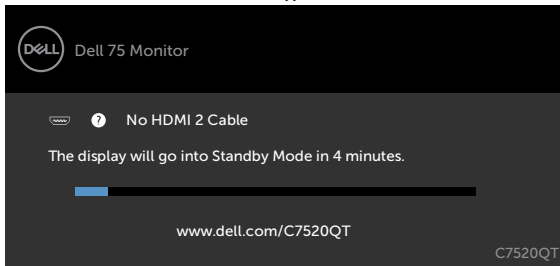 DELL
Dell 75 Monitor
? No HDMI 2 Cable
The display will go into Standby Mode in 4 minutes.
www.dell.com/C7520QT
C7520QT